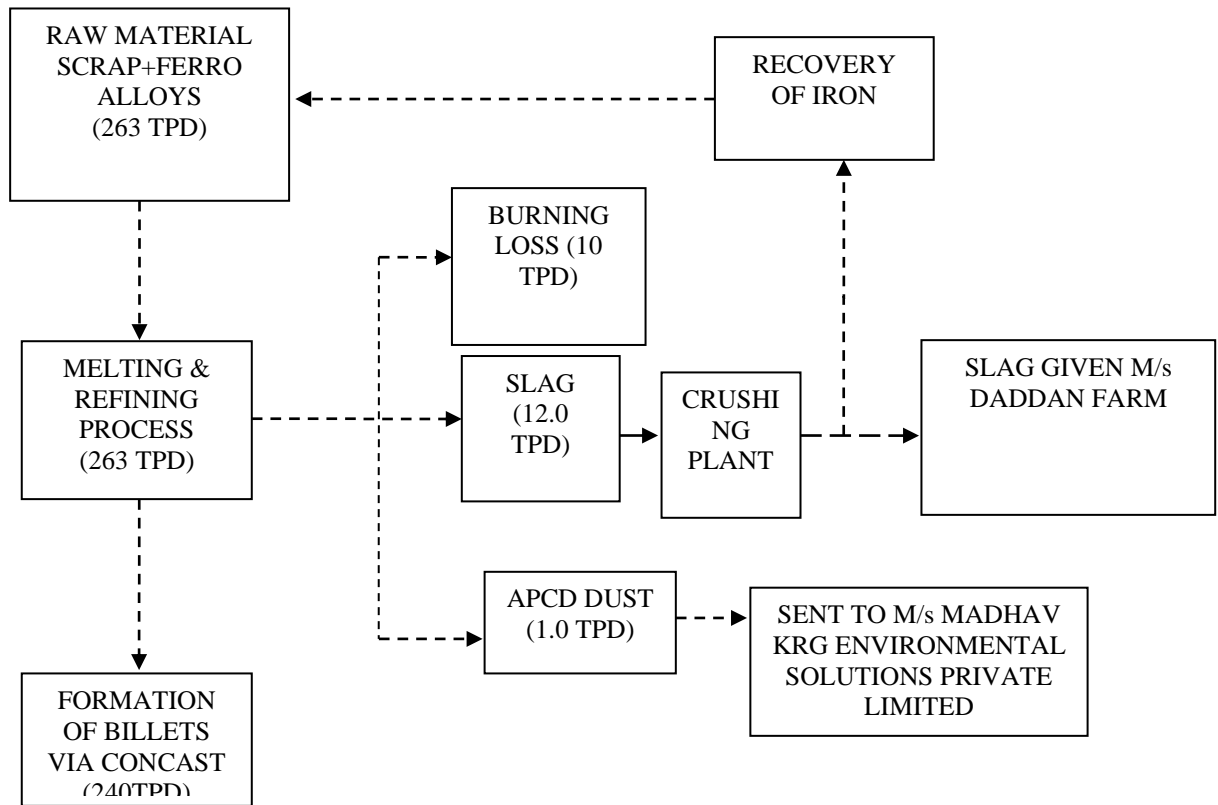 RAW MATERIAL
SCRAP+FERRO
ALLOYS
(263 TPD)
RECOVERY
OF IRON
BURNING
LOSS (10
TPD)
MELTING &
REFINING
PROCESS
(263 TPD)
SLAG
(12.0
TPD)
CRUSHI
NG
PLANT
SLAG GIVEN M/s
DADDAN FARM
APCD DUST
(1.0 TPD)
SENT TO M/s MADHAV
KRG ENVIRONMENTAL
SOLUTIONS PRIVATE
LIMITED
FORMATION
OF BILLETS
VIA CONCAST
(240TPD)